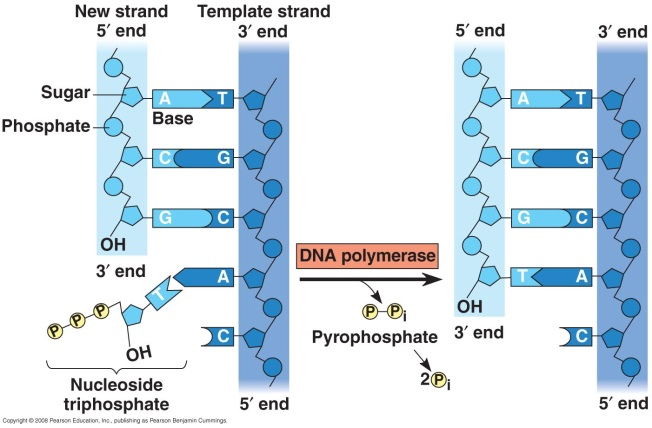 New strand
Template strand
5′ end
3′ end
5′ end
3′ end
Sugar
A T
A T
Phosphate
Base
C G
C G
G C
G C
OH
3′ end
DNA polymerase
A
T A
T
P P P
P P i
OH
3′ end
Pyrophosphate
C
C
OH
2 P i
Nucleoside
triphosphate
5′ end
5′ end
Copyright © 2008 Pearson Education, Inc., publishing as Pearson Benjamin Cummings.